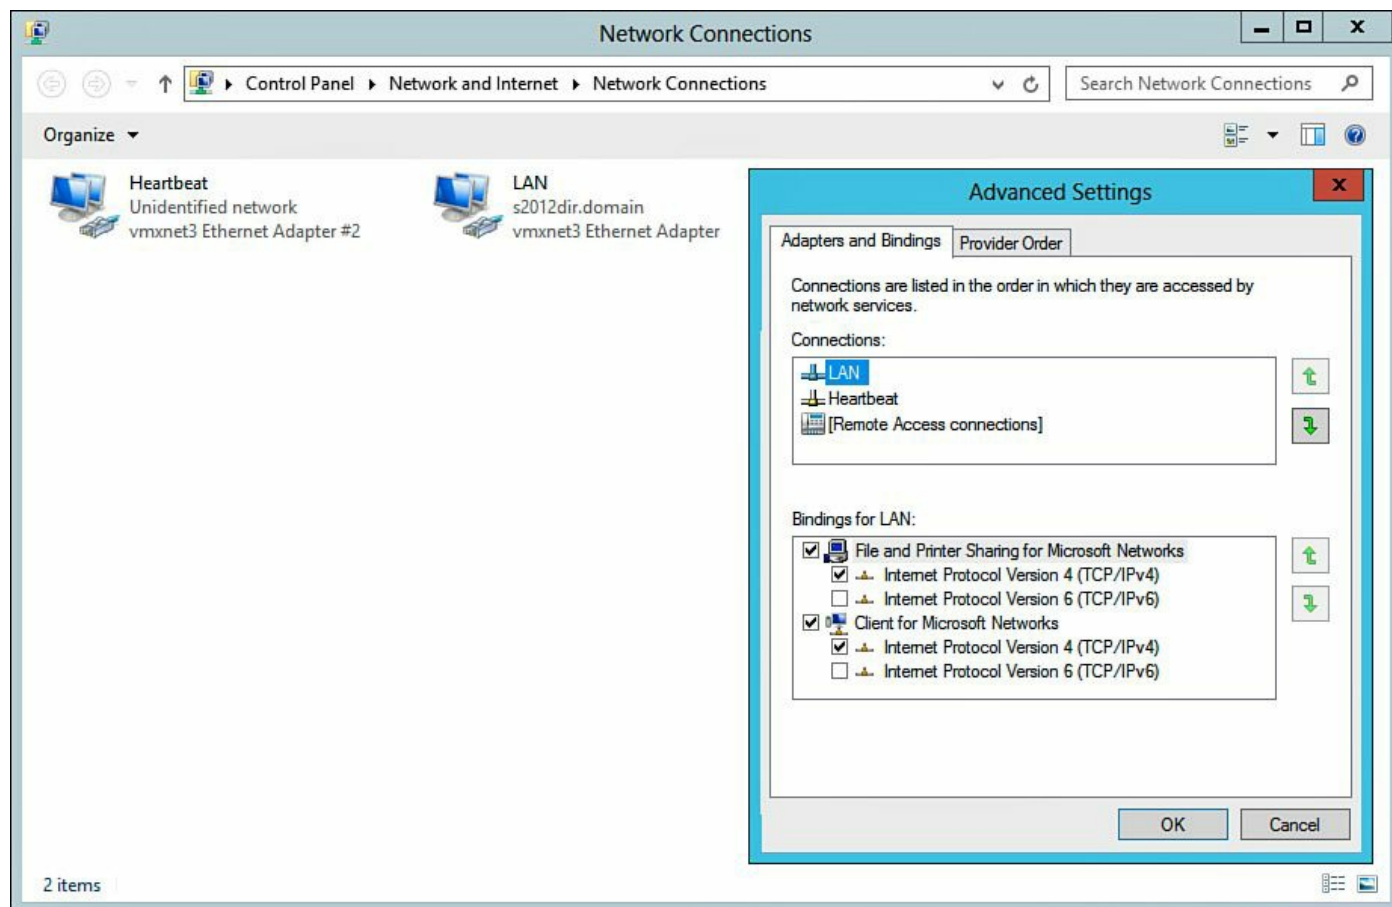 Network Connections
Control Panel Network and Internet Network Connections
Search Network Connections
Organize
Heartbeat
Unidentified network
vmxnet3 Ethernet Adapter #2
LAN
s2012dir.domain
vmxnet3 Ethernet Adapter
Advanced Settings
Adapters and Bindings
Provider Order
Connections are listed in the order in which they are accessed by
network services.
Connections:
LAN
Heartbeat
[Remote Access connections]
Bindings for LAN:
File and Printer Sharing for Microsoft Networks
Internet Protocol Version 4 (TCP/IPv4)
Internet Protocol Version 6 (TCP/IPv6)
Client for Microsoft Networks
Internet Protocol Version 4 (TCP/IPv4)
Internet Protocol Version 6 (TCP/IPv6)
OK
Cancel
2 items